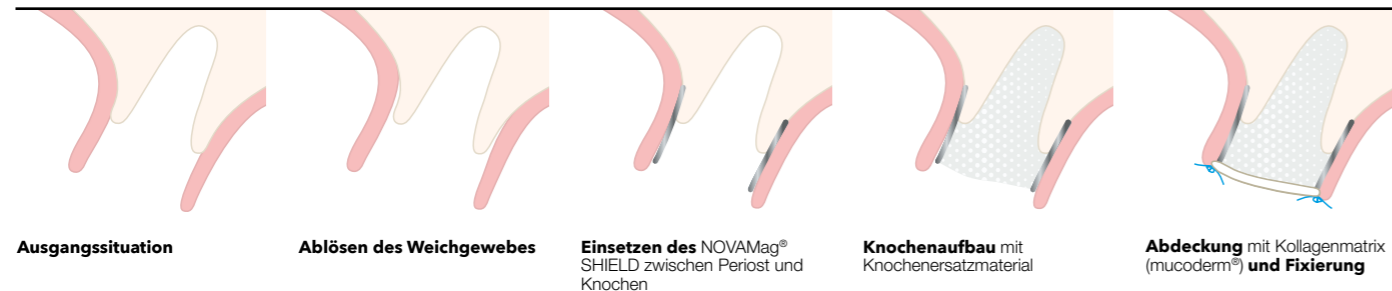 Ausgangssituation
Ablösen des Weichgewebes
Einsetzen des NOVAMag®
SHIELD zwischen Periost und
Knochen
Knochenaufbau mit
Knochenersatzmaterial
Abdeckung mit Kollagenmatrix
(mucoderm®) und Fixierung